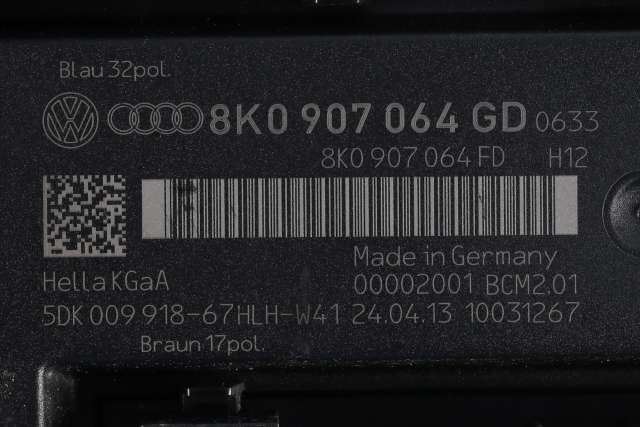 Blau 32pol.
8K0 907 064 GD 0633
8K0 907 064 FD H12
Made in Germany
Hella KGaA 00002001 BCM2.01
5DK 009 918-67HLH-W41 24.04.13 10031267
Braun 17pol.